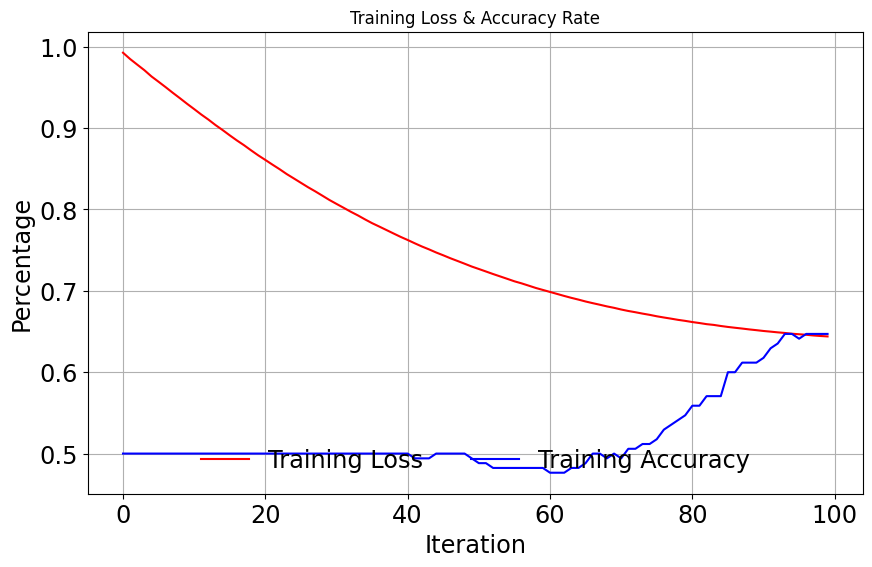 Training Loss & Accuracy Rate
1.0
0.9
0.8
0.7
0.6
0.5
Percentage
Training Loss Training Accuracy
0 20 40 60 80 100
Iteration